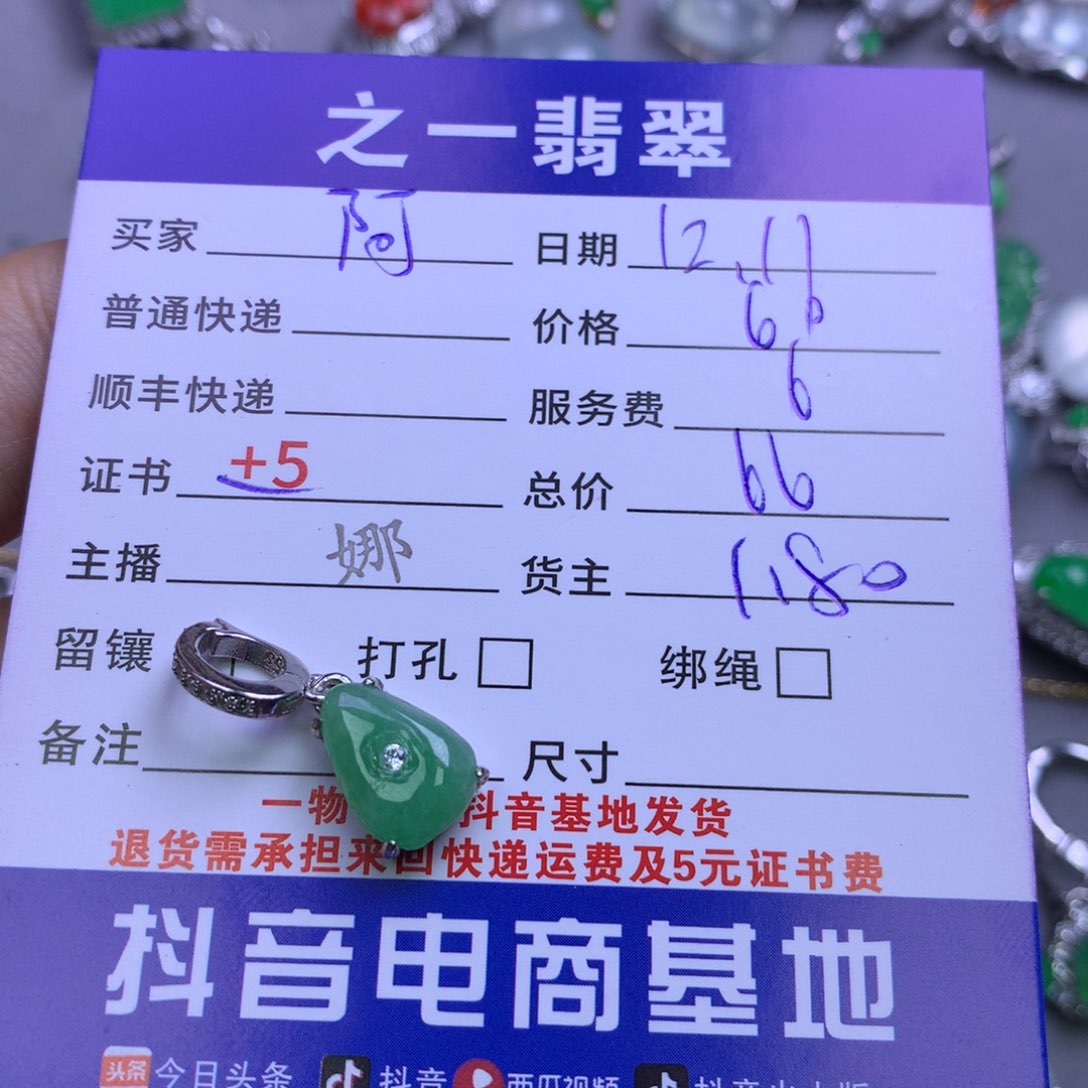 之一翡翠
买家 阿 日期 12.11
普通快递 价格 60
顺丰快递 服务费 6
证书 +5 总价 66
主播 娜 货主 1180
留镶 打孔 绑绳
备注 尺寸
一物 抖音基地发货
退货需承担来回快递运费及5元证书费
抖音电商基地
头条 今日头条 抖音 西瓜视频